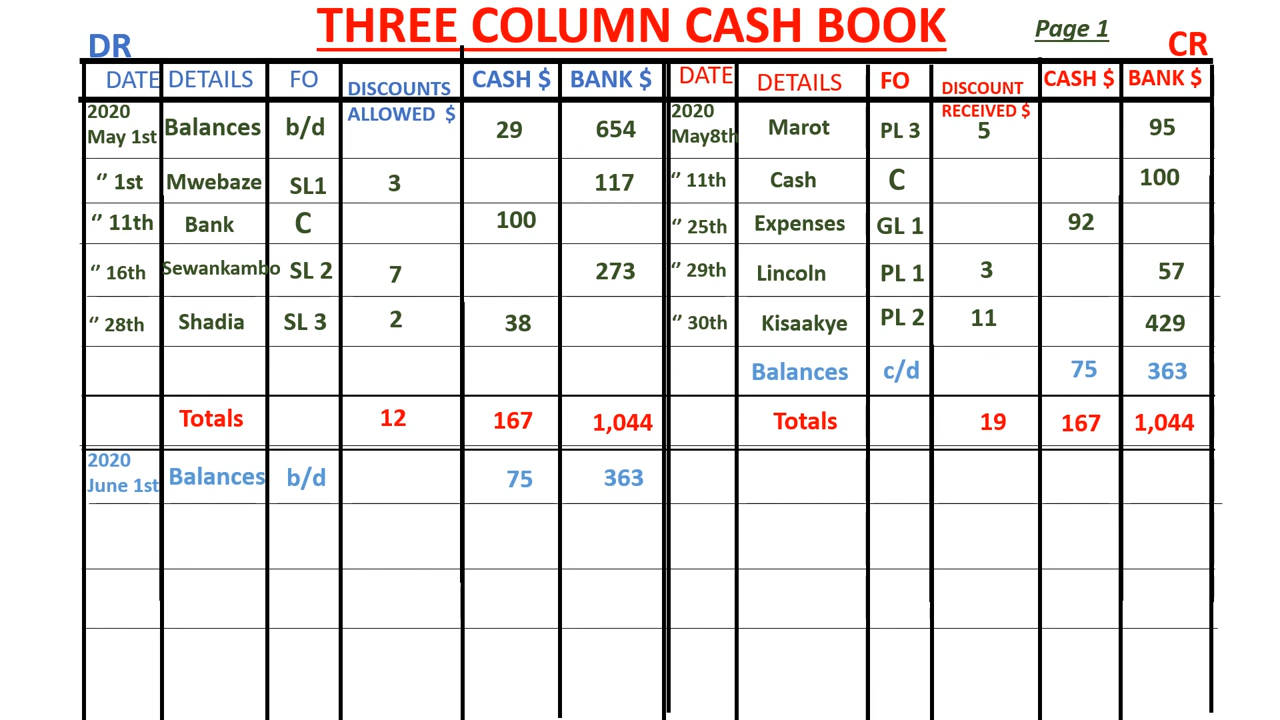 THREE COLUMN CASH BOOK
Page 1
DR
CR
DATE DETAILS FO DISCOUNTS ALLOWED $ CASH $ BANK $ DATE DETAILS FO DISCOUNT RECEIVED $ CASH $ BANK $
2020
May 1st Balances b/d 29 654 2020 May8th Marot PL 3 5 95
‘’ 1st Mwebaze SL1 3 117 ‘’ 11th Cash C 100
‘’ 11th Bank C 100 ‘’ 25th Expenses GL 1 92
‘’ 16th Sewankambo SL 2 7 273 ‘’ 29th Lincoln PL 1 3 57
‘’ 28th Shadia SL 3 2 38 ‘’ 30th Kisaakye PL 2 11 429
Balances c/d 75 363
Totals 12 167 1,044 Totals 19 167 1,044
2020
June 1st Balances b/d 75 363